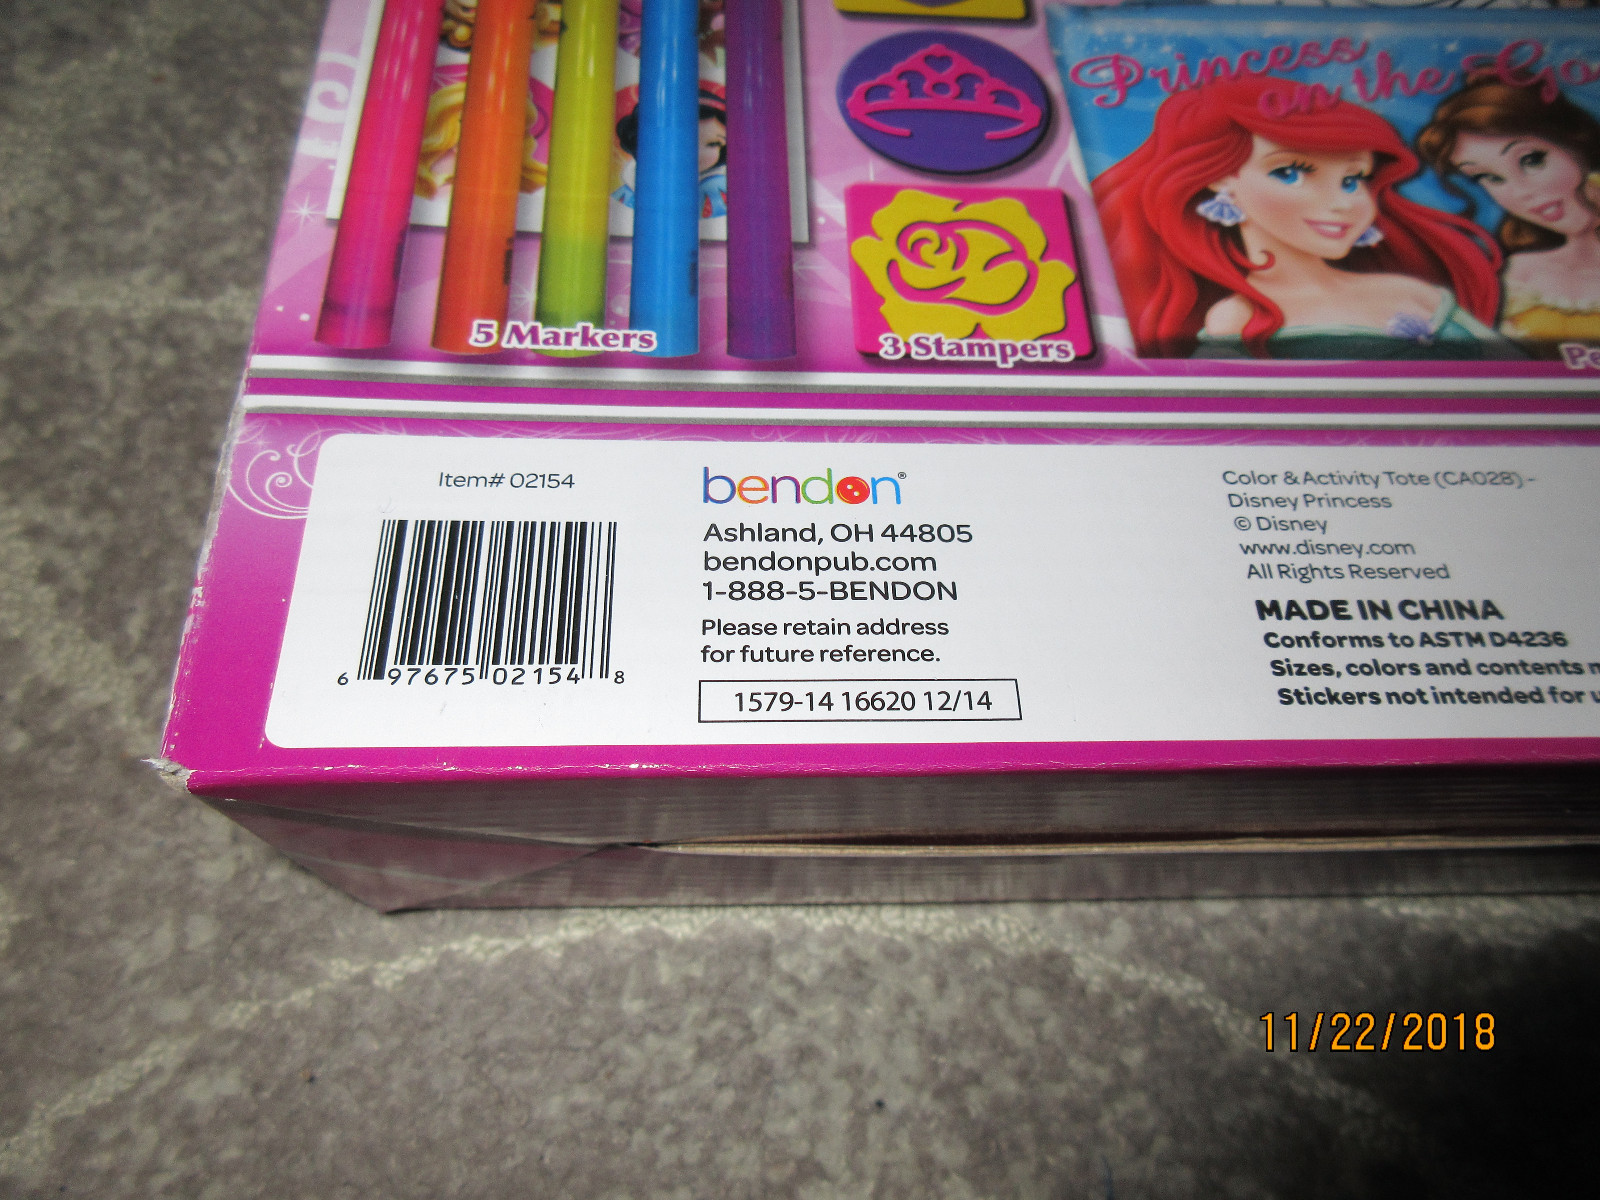 Princess
on the Go
5 Markers
3 Stampers
Item# 02154
6 97675 02154 8
bendon®
Ashland, OH 44805
bendonpub.com
1-888-5-BENDON
Please retain address
for future reference.
1579-14 16620 12/14
Color & Activity Tote (CA028) -
Disney Princess
© Disney
www.disney.com
All Rights Reserved
MADE IN CHINA
Conforms to ASTM D4236
Sizes, colors and contents
Stickers not intended for
11/22/2018